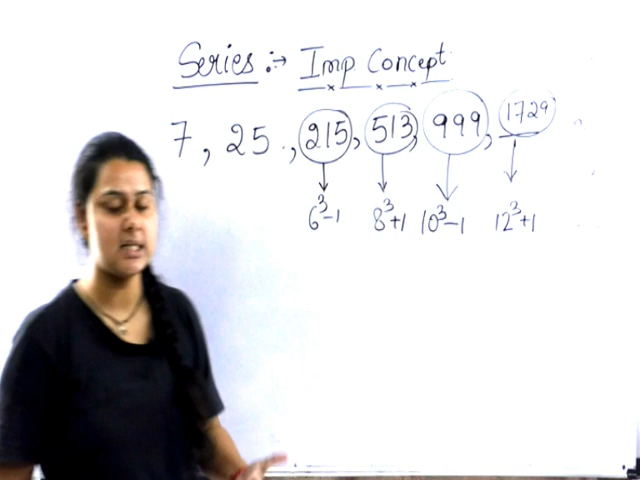 Series :→ Imp Concept
7, 25, 215, 513, 999, 1729
6³-1 8³+1 10³-1 12³+1